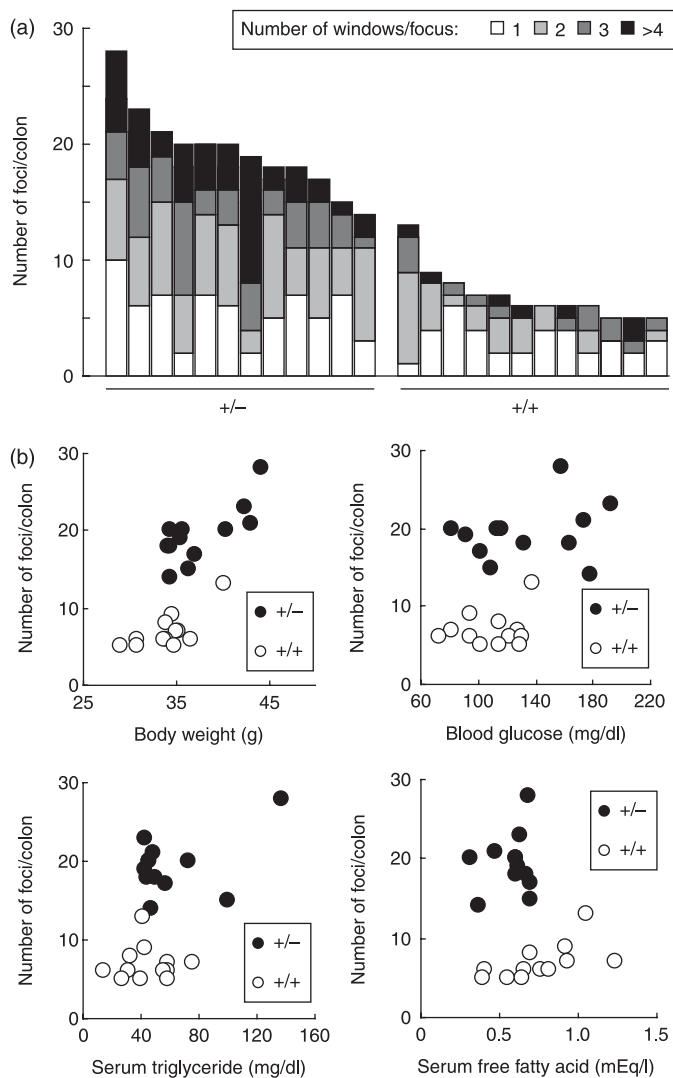 (a)
Number of windows/focus: 1 2 3 >4
30
20
10
0
Number of foci/colon
+/−
+/+
(b)
30
20
10
0
Number of foci/colon
+/−
+/+
25 35 45
Body weight (g)
30
20
10
0
Number of foci/colon
+/−
+/+
60 100 140 180 220
Blood glucose (mg/dl)
30
20
10
0
Number of foci/colon
+/−
+/+
0 40 80 120 160
Serum triglyceride (mg/dl)
30
20
10
0
Number of foci/colon
+/−
+/+
0 0.5 1.0 1.5
Serum free fatty acid (mEq/l)